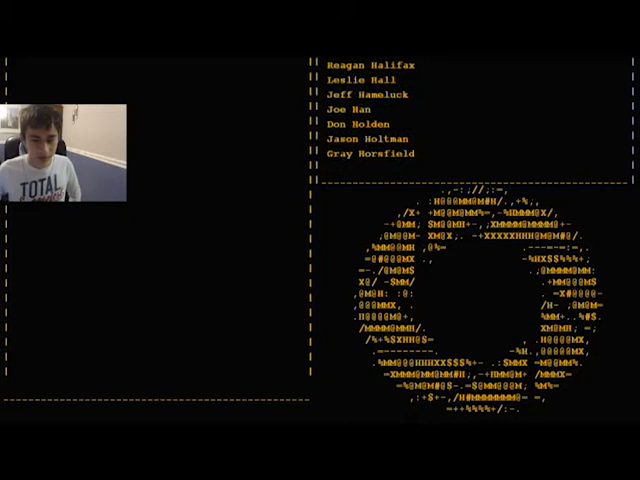 Reagan Halifax
Leslie Hall
Jeff Hameluck
Joe Han
Don Holden
Jason Holtman
Gray Horsfield
TOTAL